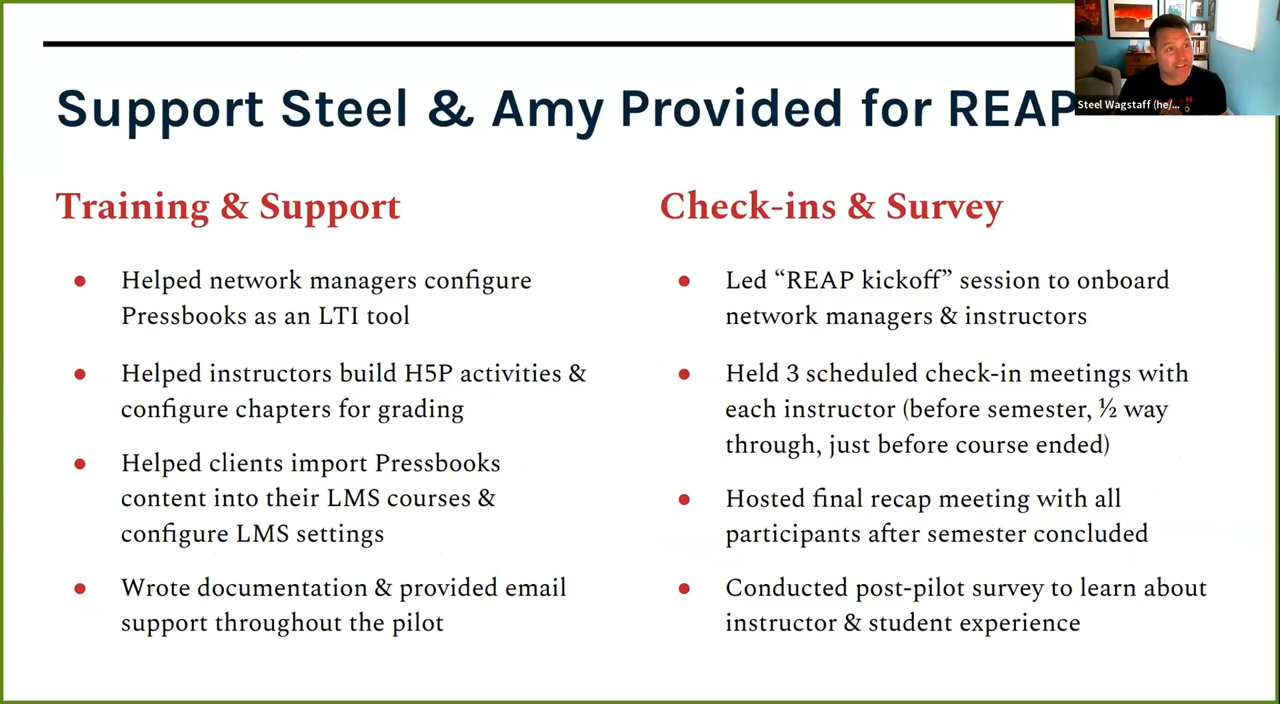 Support Steel & Amy Provided for REAP
Steel Wagstaff (he/...
Training & Support
● Helped network managers configure
Pressbooks as an LTI tool
● Helped instructors build H5P activities &
configure chapters for grading
● Helped clients import Pressbooks
content into their LMS courses &
configure LMS settings
● Wrote documentation & provided email
support throughout the pilot
Check-ins & Survey
● Led “REAP kickoff” session to onboard
network managers & instructors
● Held 3 scheduled check-in meetings with
each instructor (before semester, ½ way
through, just before course ended)
● Hosted final recap meeting with all
participants after semester concluded
● Conducted post-pilot survey to learn about
instructor & student experience